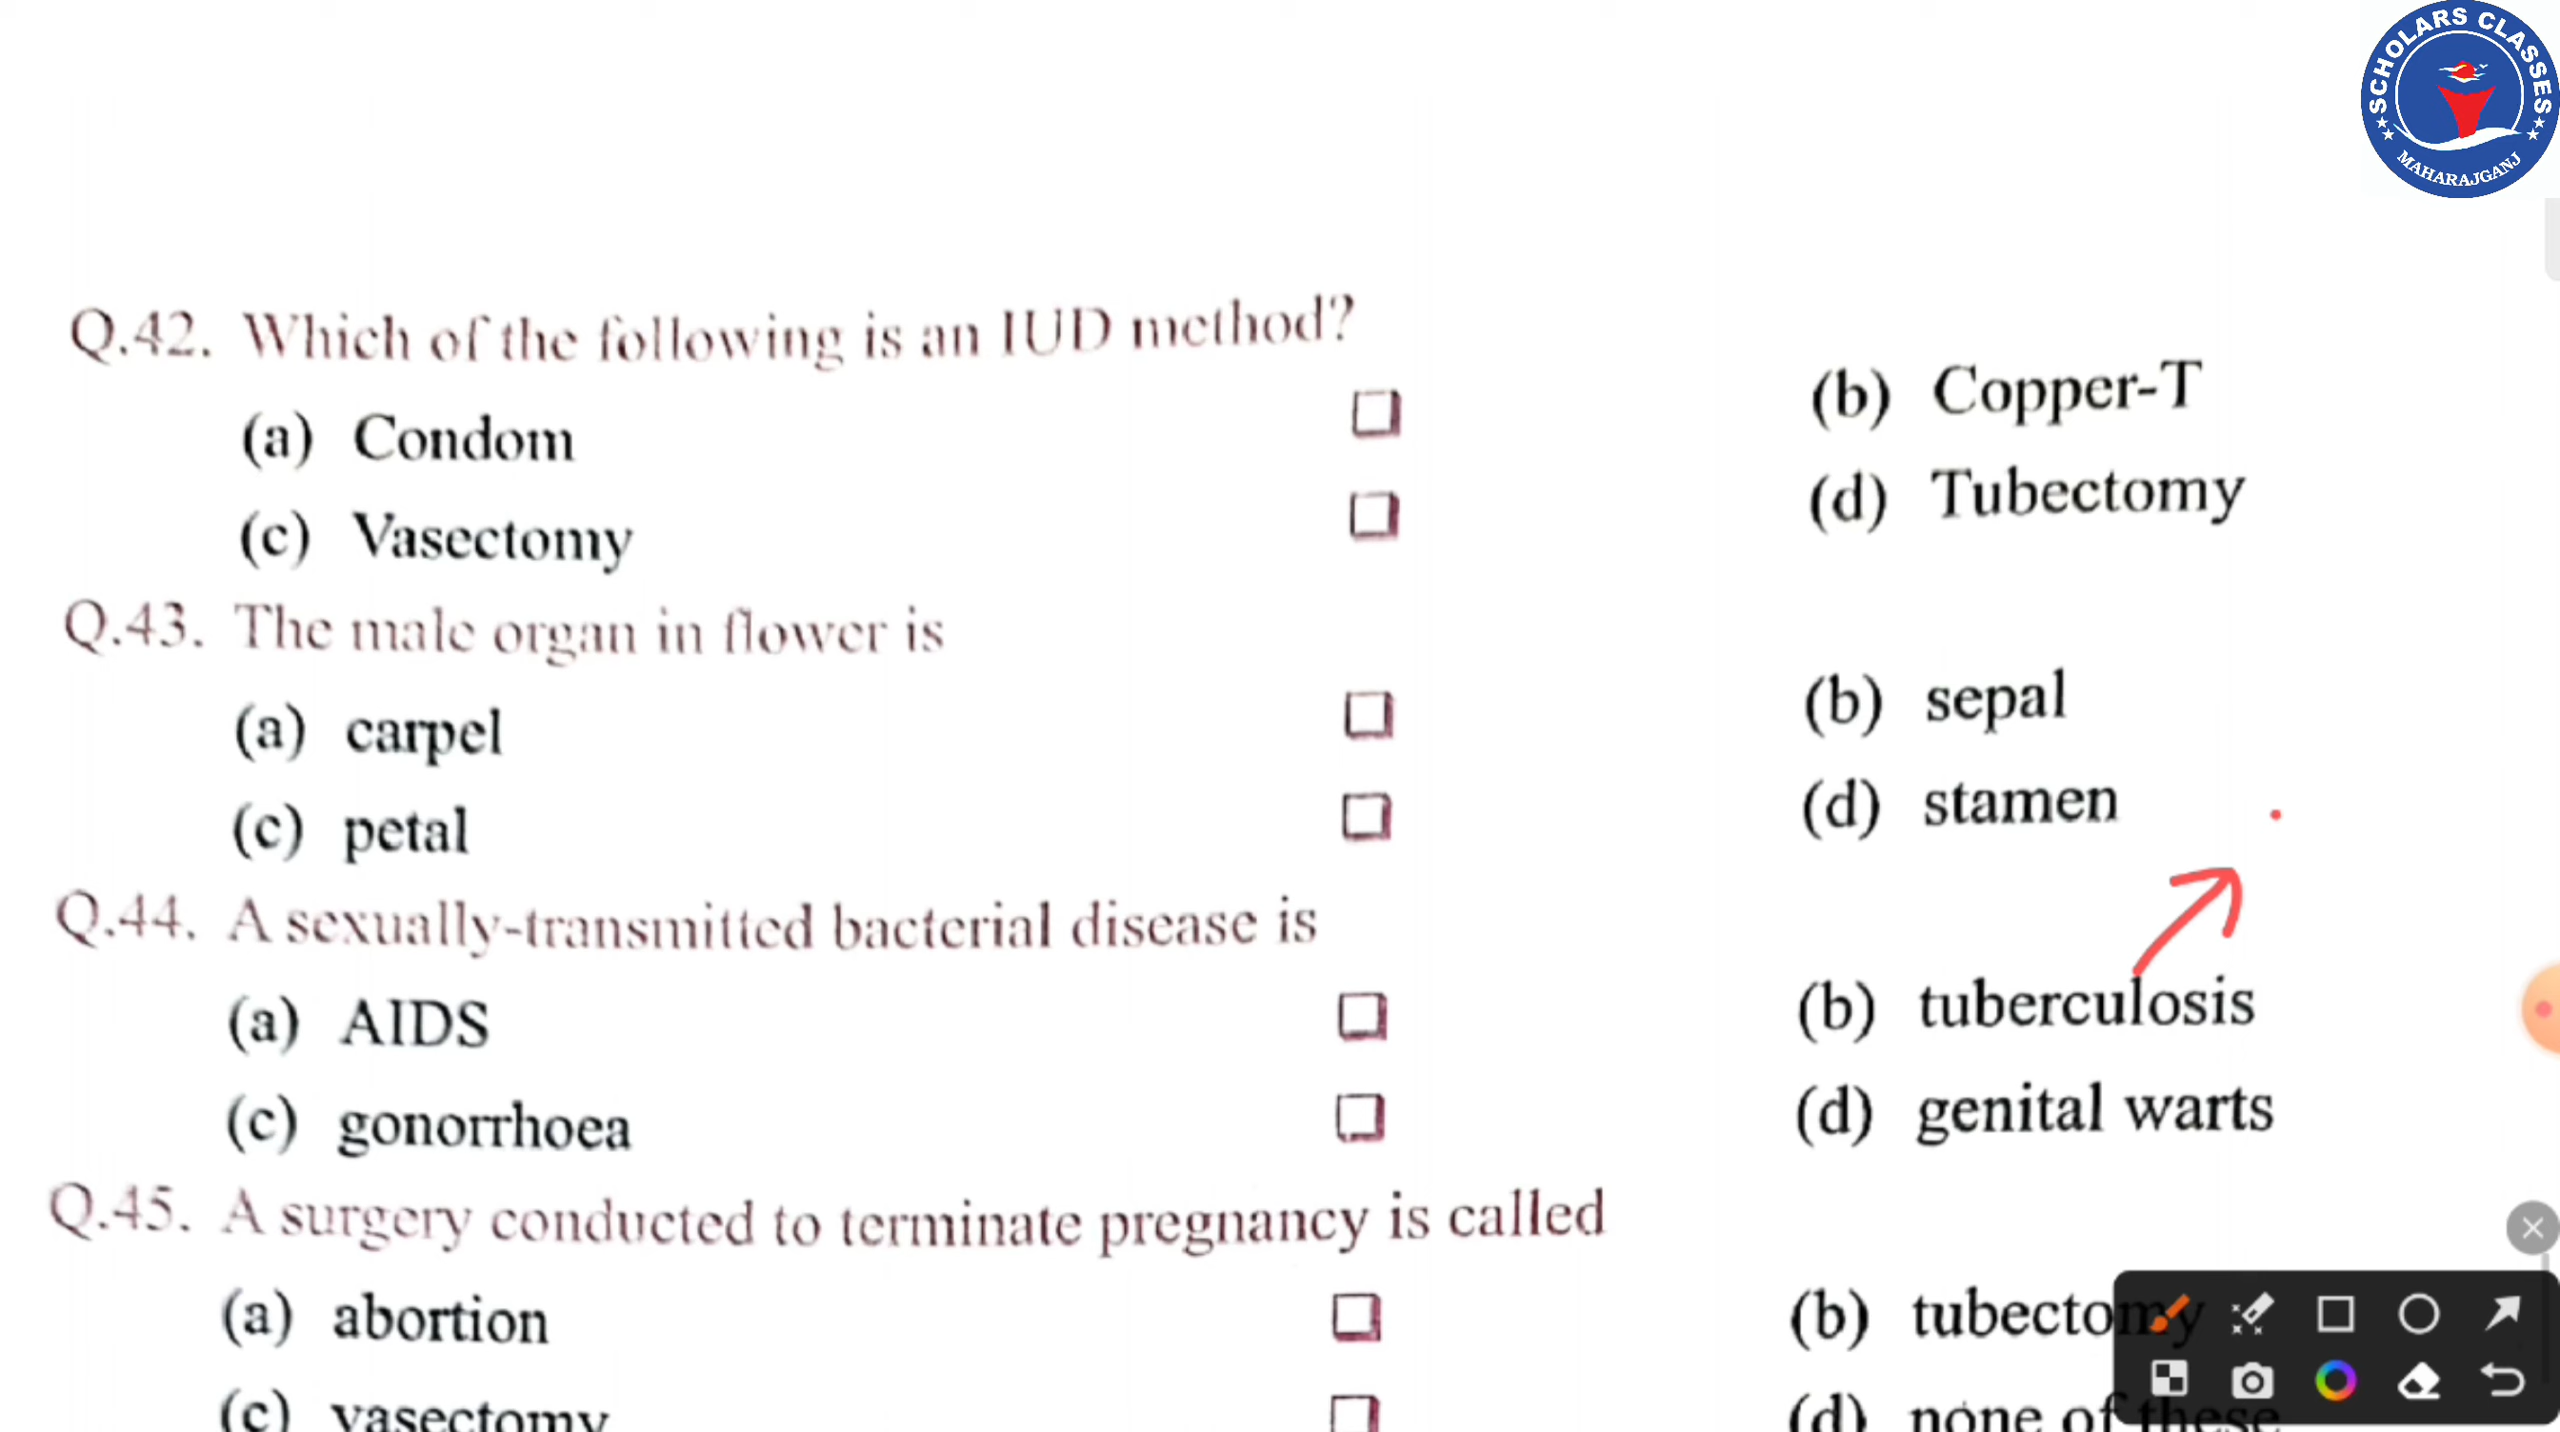 SCHOLARS CLASSES
MAHARAJGANJ
Q.42. Which of the following is an IUD method?
(a) Condom (b) Copper-T
(c) Vasectomy (d) Tubectomy
Q.43. The male organ in flower is
(a) carpel (b) sepal
(c) petal (d) stamen
Q.44. A sexually-transmitted bacterial disease is
(a) AIDS (b) tuberculosis
(c) gonorrhoea (d) genital warts
Q.45. A surgery conducted to terminate pregnancy is called
(a) abortion (b) tubectomy
(c) vasectomy (d) none of these